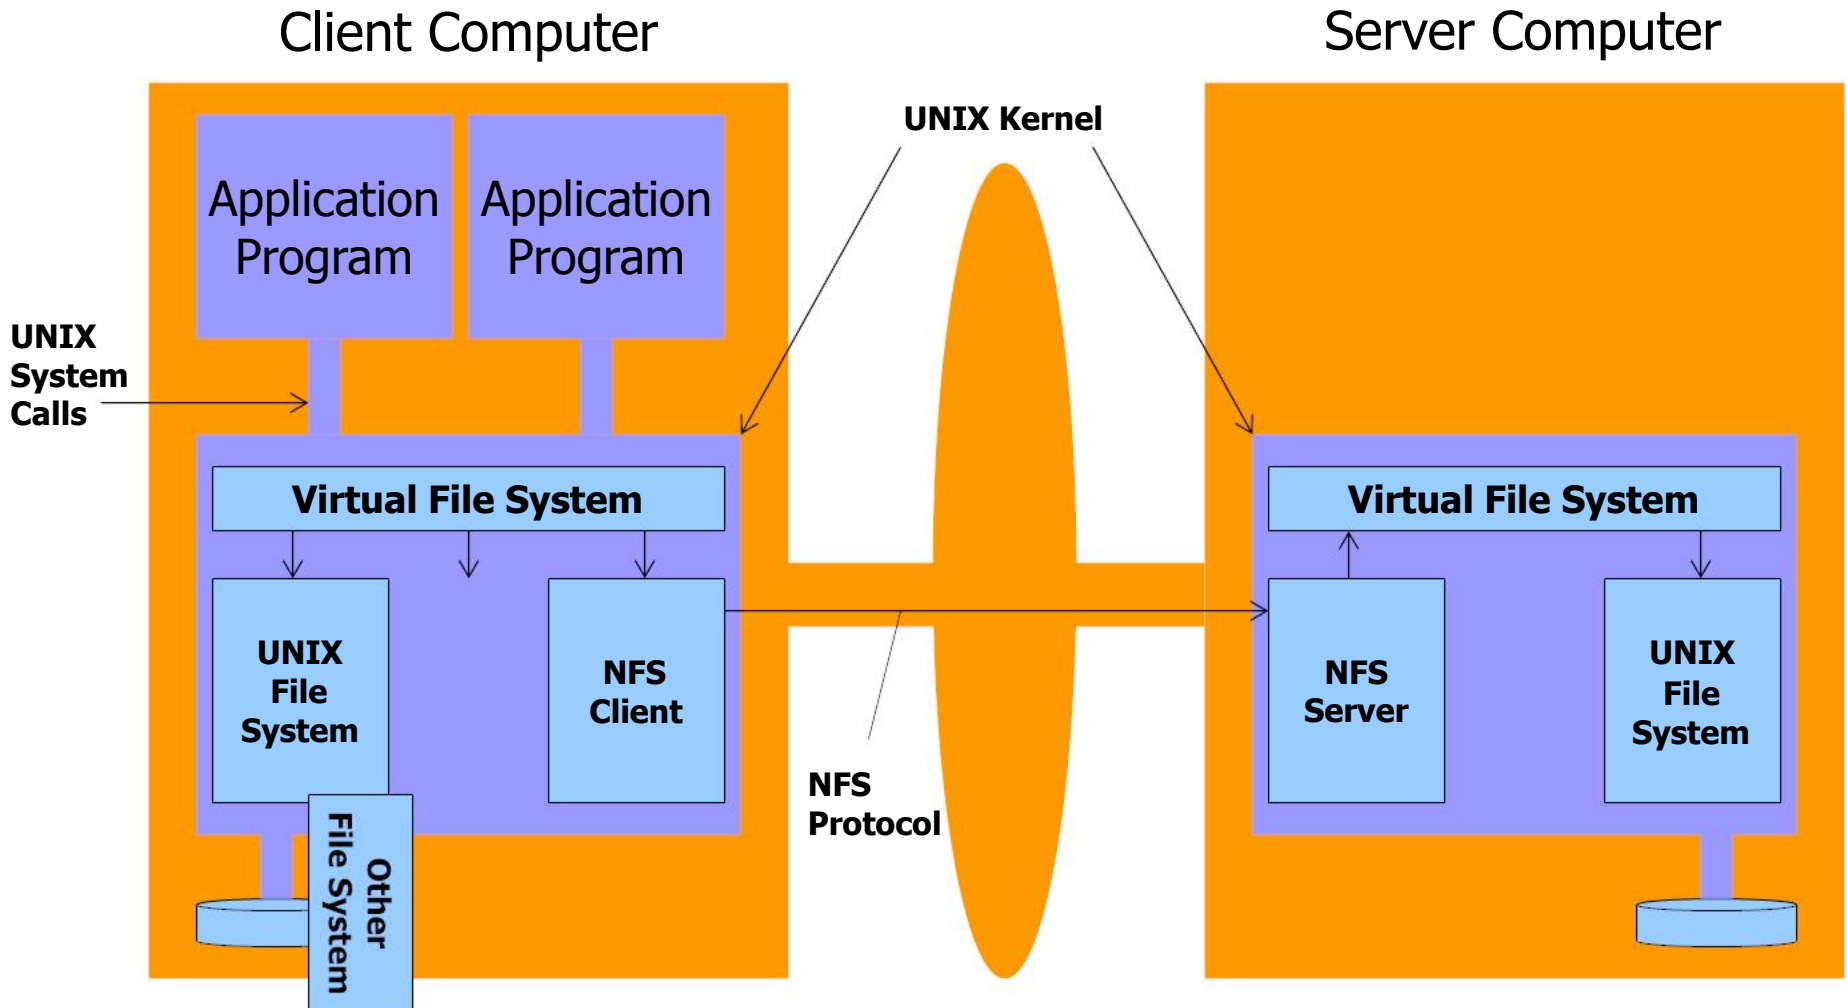 Client Computer
Server Computer
UNIX Kernel
Application
Program
Application
Program
UNIX
System
Calls
Virtual File System
Virtual File System
UNIX
File
System
NFS
Client
NFS
Server
UNIX
File
System
NFS
Protocol
Other
File System